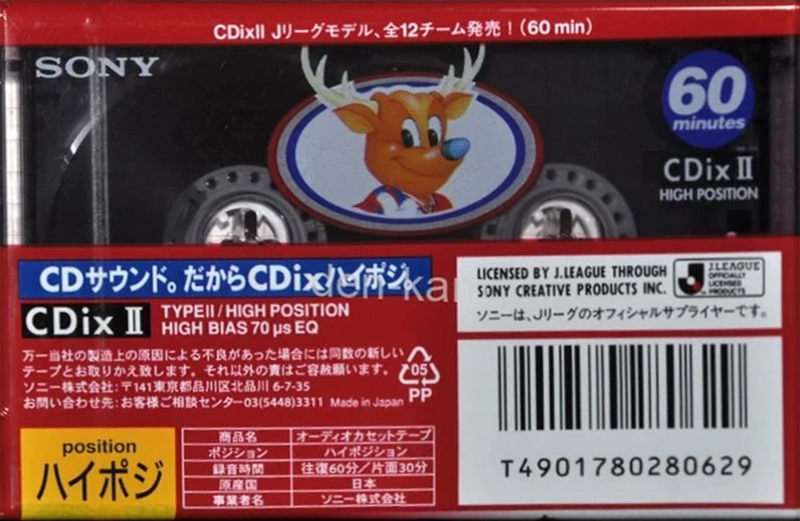 CDixII Jリーグモデル、全12チーム発売！(60 min)
SONY
60
minutes
CDix II
HIGH POSITION
CDサウンド。だからCDixハイポジ。
CDix II
TYPEII/HIGH POSITION
HIGH BIAS 70 μs EQ
LICENSED BY J.LEAGUE THROUGH
SONY CREATIVE PRODUCTS INC.
J.LEAGUE
OFFICIALLY
LICENSED
PRODUCTS
ソニーは、Jリーグのオフィシャルサプライヤーです。
万一当社の製造上の原因による不良があった場合には同数の新しい
テープとお取りかえ致します。それ以外の責はご容赦願います。
ソニー株式会社:〒141東京都品川区北品川 6-7-35
お問い合わせ先:お客様ご相談センター03(5448)3311 Made in Japan
05
PP
position
ハイポジ
商品名 オーディオカセットテープ
ポジション ハイポジション
録音時間 往復60分/片面30分
原産国 日本
事業者名 ソニー株式会社
T4901780280629